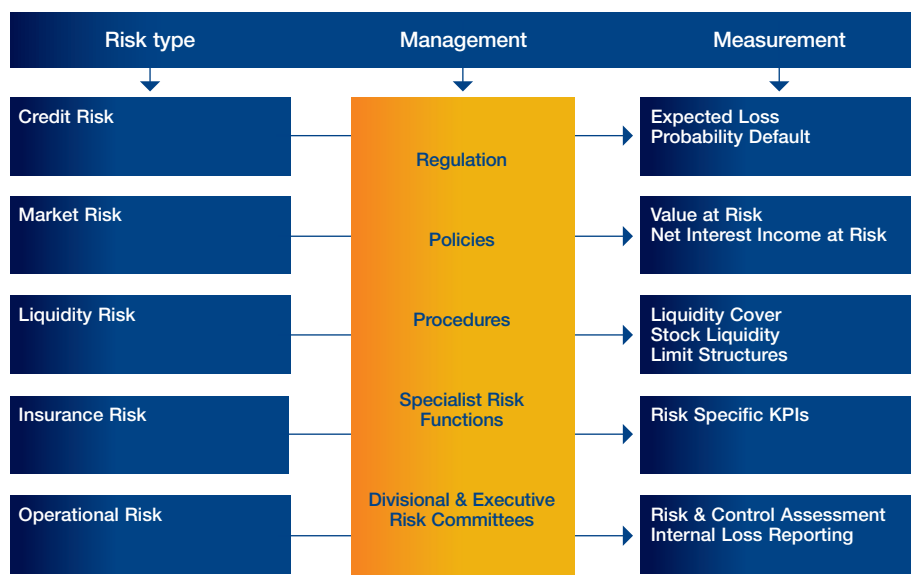 Risk type
Management
Measurement
Credit Risk
Regulation
Expected Loss
Probability Default
Market Risk
Policies
Value at Risk
Net Interest Income at Risk
Liquidity Risk
Procedures
Liquidity Cover
Stock Liquidity
Limit Structures
Insurance Risk
Specialist Risk
Functions
Risk Specific KPIs
Operational Risk
Divisional & Executive
Risk Committees
Risk & Control Assessment
Internal Loss Reporting